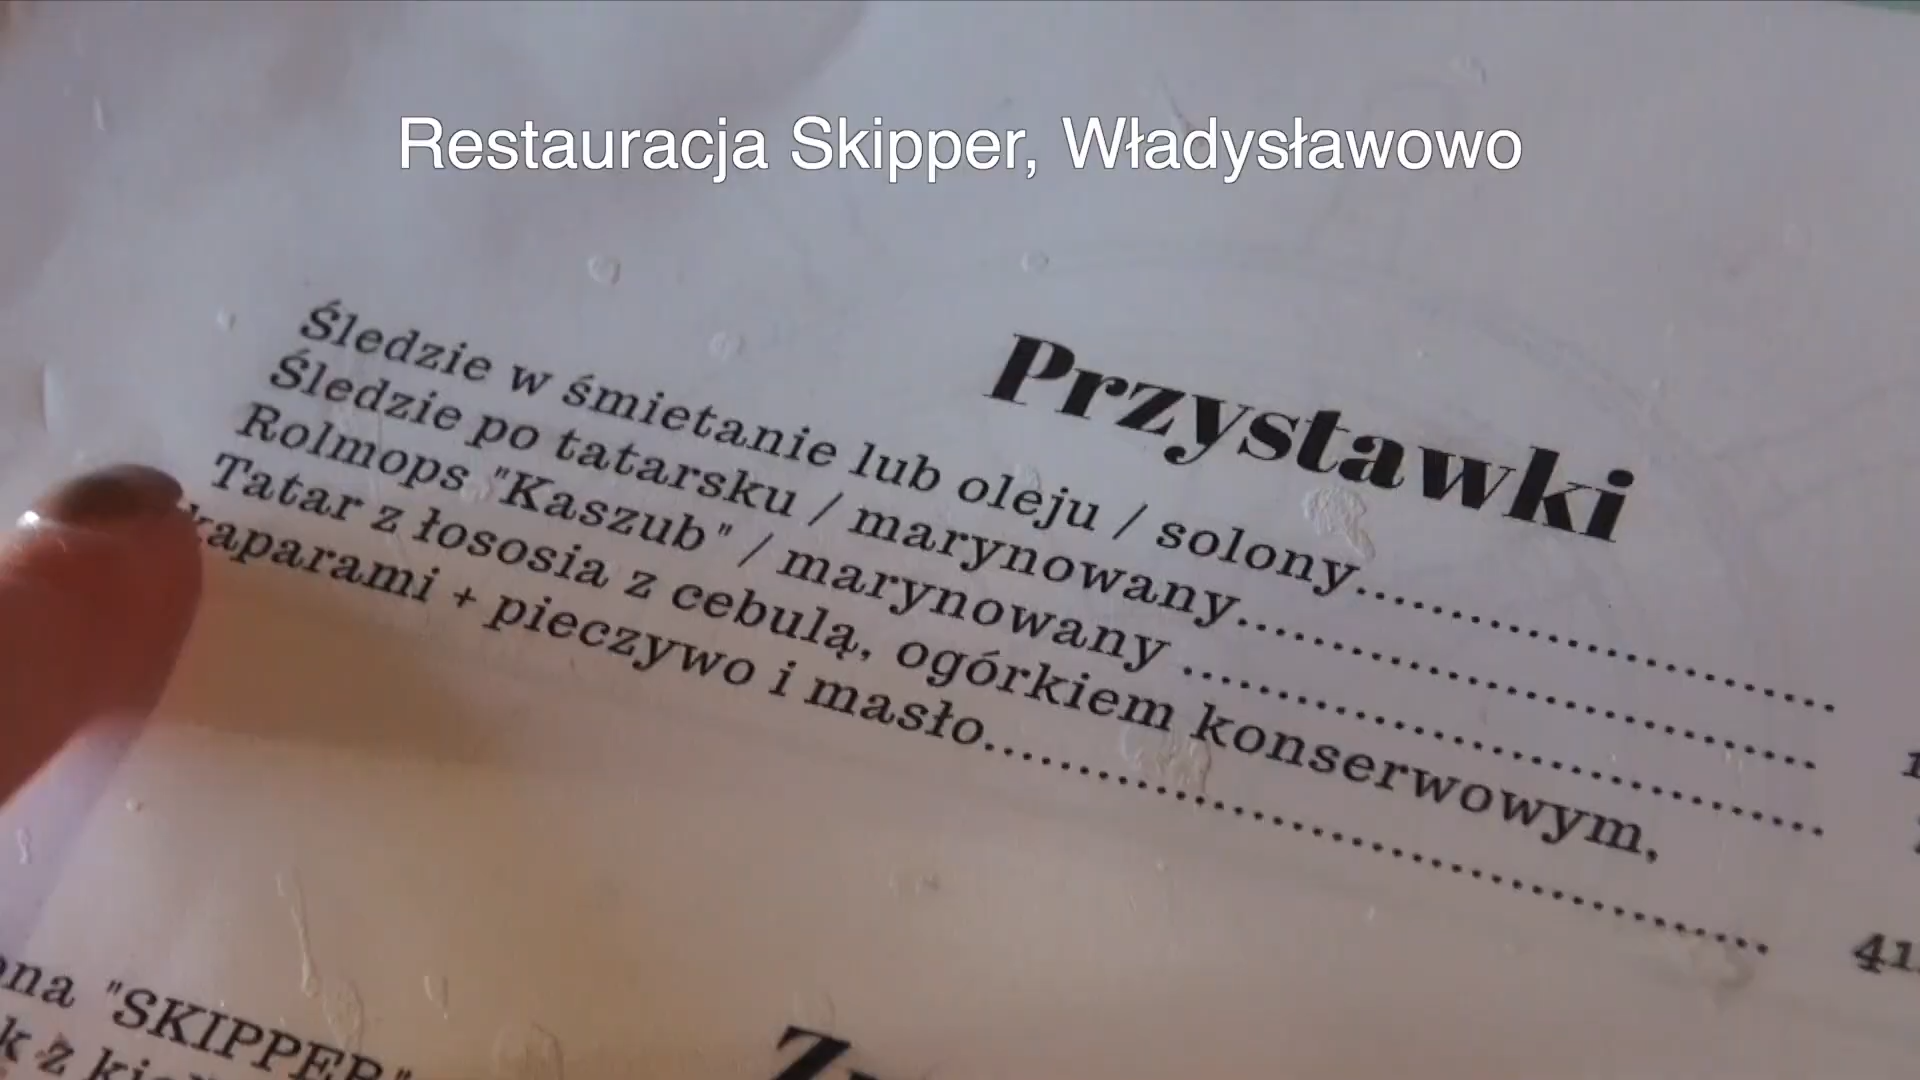 Restauracja Skipper, Władysławowo
Przystawki
Śledzie w śmietanie lub oleju / solony
Śledzie po tatarsku / marynowany
Rolmops "Kaszub" / marynowany
Tatar z łososia z cebulą, ogórkiem konserwowym,
kaparami + pieczywo i masło
"SKIPPER"
z